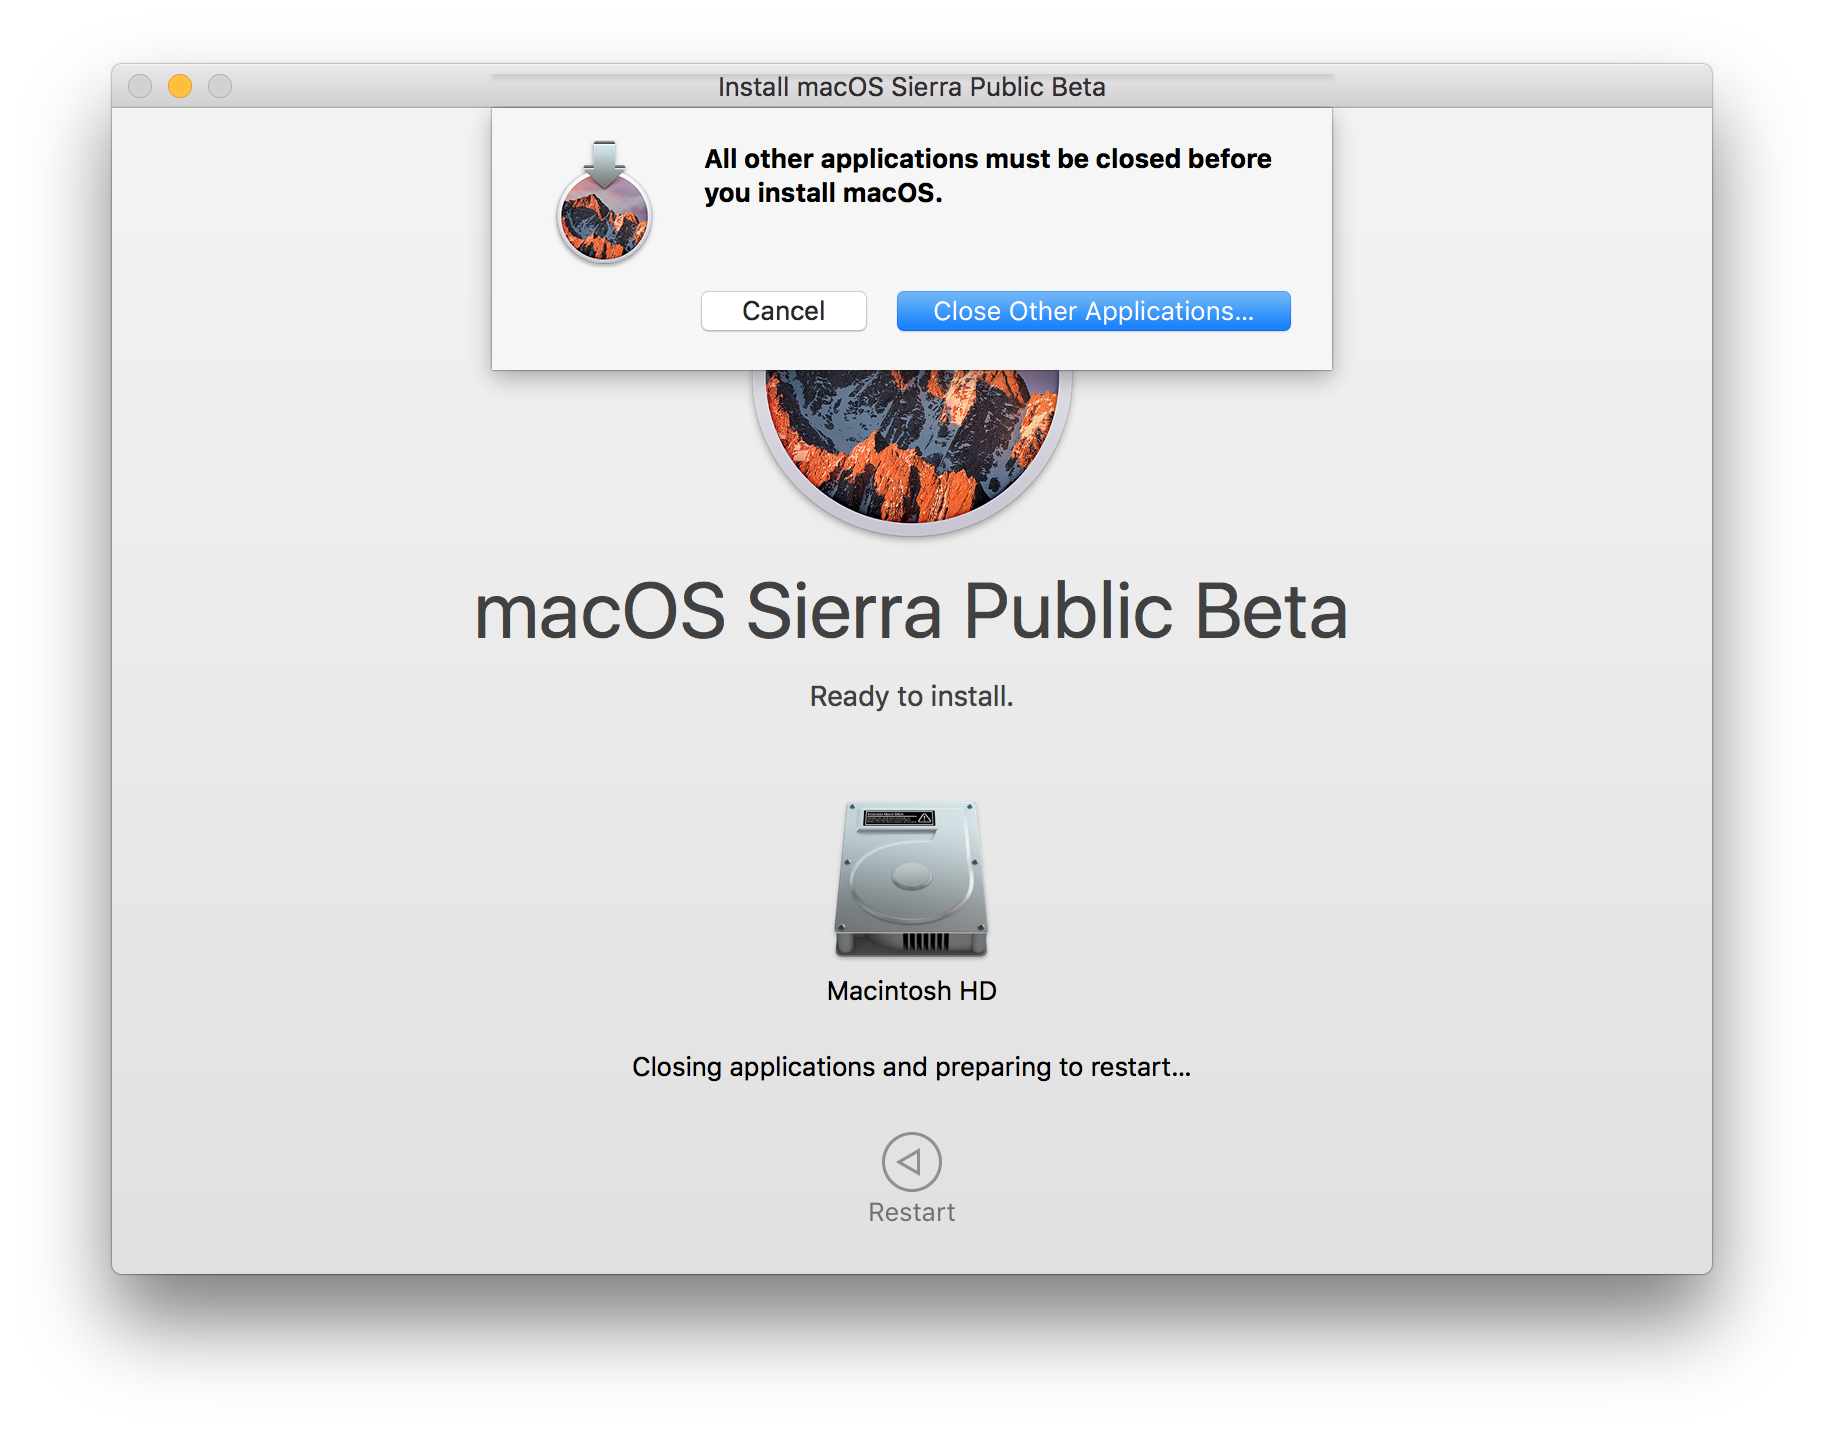 Install macOS Sierra Public Beta
All other applications must be closed before
you install macOS.
Cancel
Close Other Applications...
macOS Sierra Public Beta
Ready to install.
Macintosh HD
Closing applications and preparing to restart...
Restart